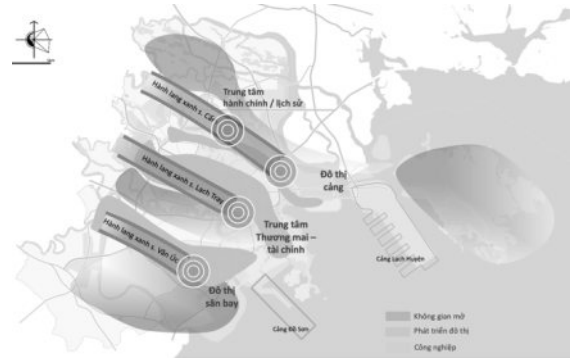 Hành lang xanh s. Cấm
Trung tâm
hành chính / lịch sử
Hành lang xanh s. Lạch Tray
Đô thị
cảng
Trung tâm
Thương mai –
tài chính
Hành lang xanh s. Văn Úc
Đô thị
sân bay
Cảng Lạch Huyện
Cảng Đồ Sơn
Không gian mở
Phát triển đô thị
Công nghiệp